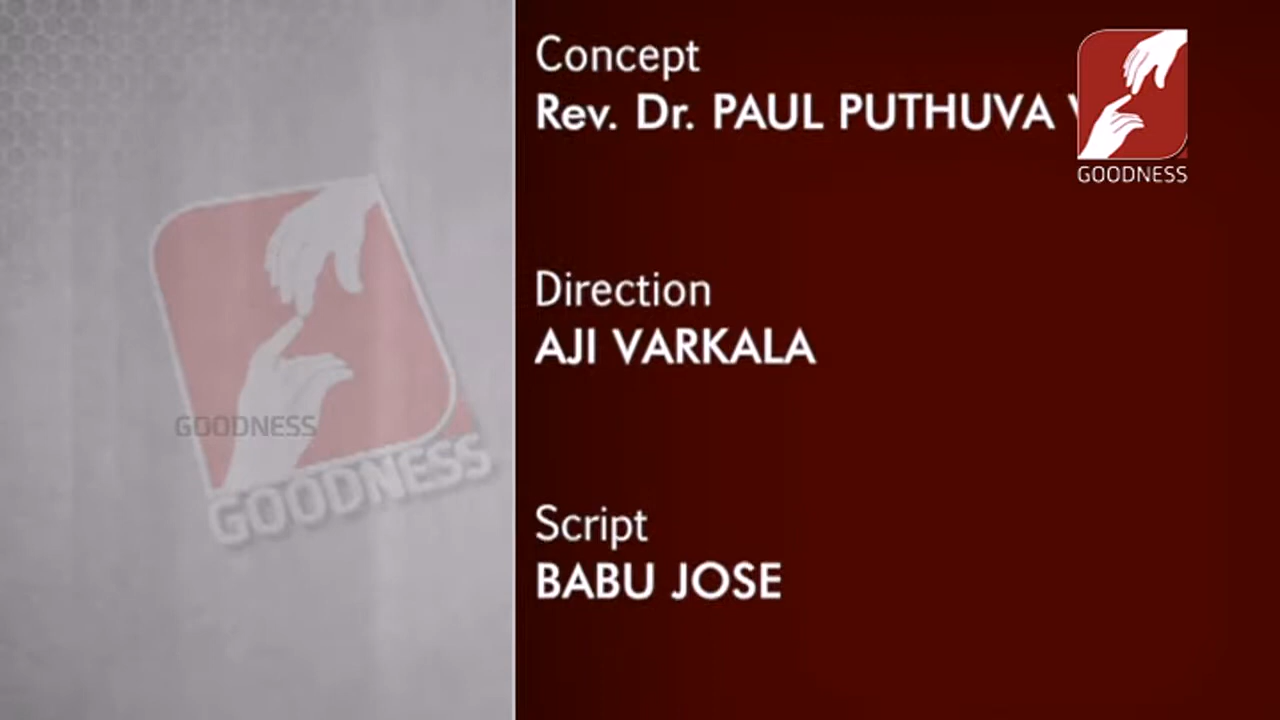 Concept
Rev. Dr. PAUL PUTHUVA
GOODNESS
Direction
AJI VARKALA
GOODNESS
GOODNESS
Script
BABU JOSE